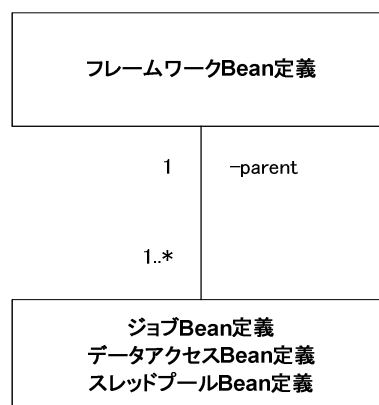 フレームワークBean定義
1 -parent
1..*
ジョブBean定義
データアクセスBean定義
スレッドプールBean定義